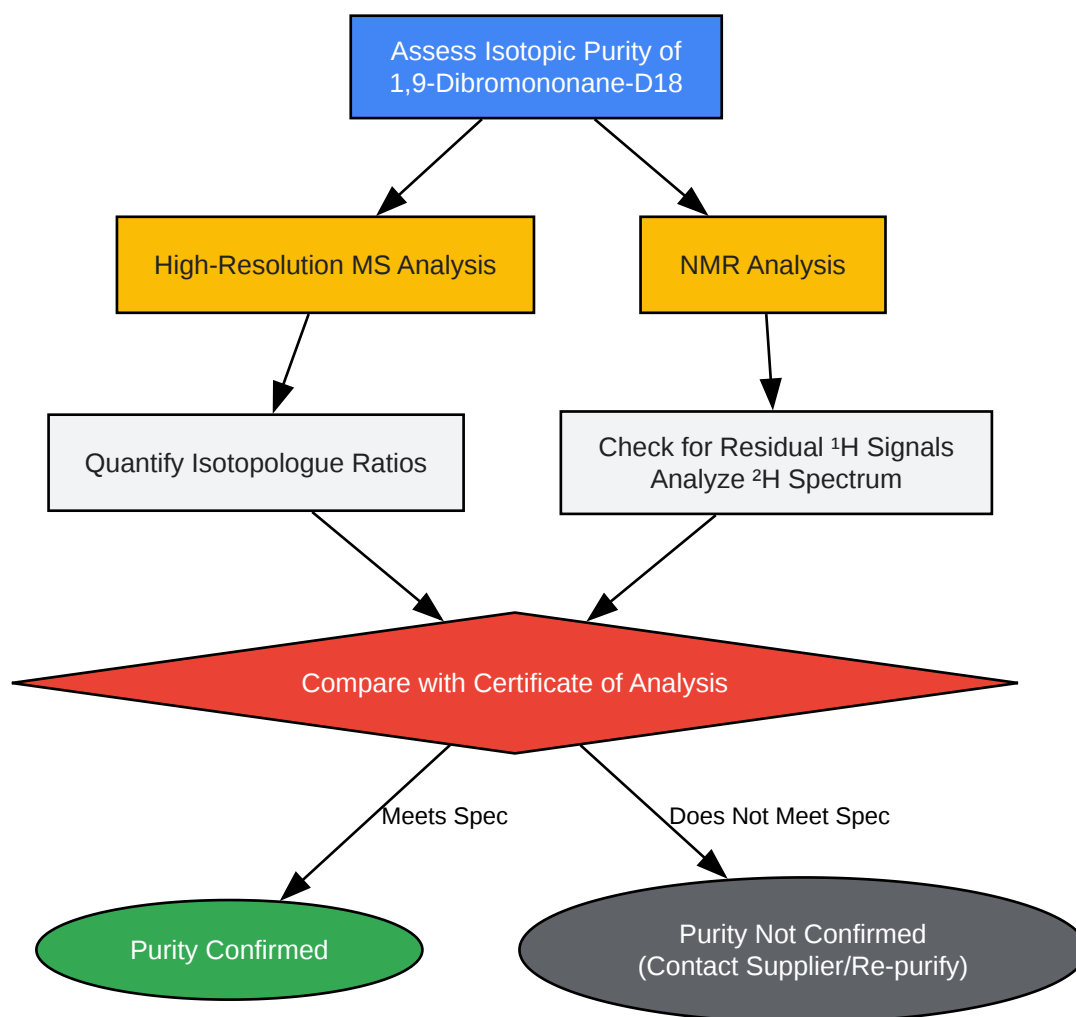 Assess Isotopic Purity of
1,9-Dibromononane-D18
High-Resolution MS Analysis
NMR Analysis
Quantify Isotopologue Ratios
Check for Residual ¹H Signals
Analyze ²H Spectrum
Compare with Certificate of Analysis
Meets Spec
Does Not Meet Spec
Purity Confirmed
Purity Not Confirmed
(Contact Supplier/Re-purify)